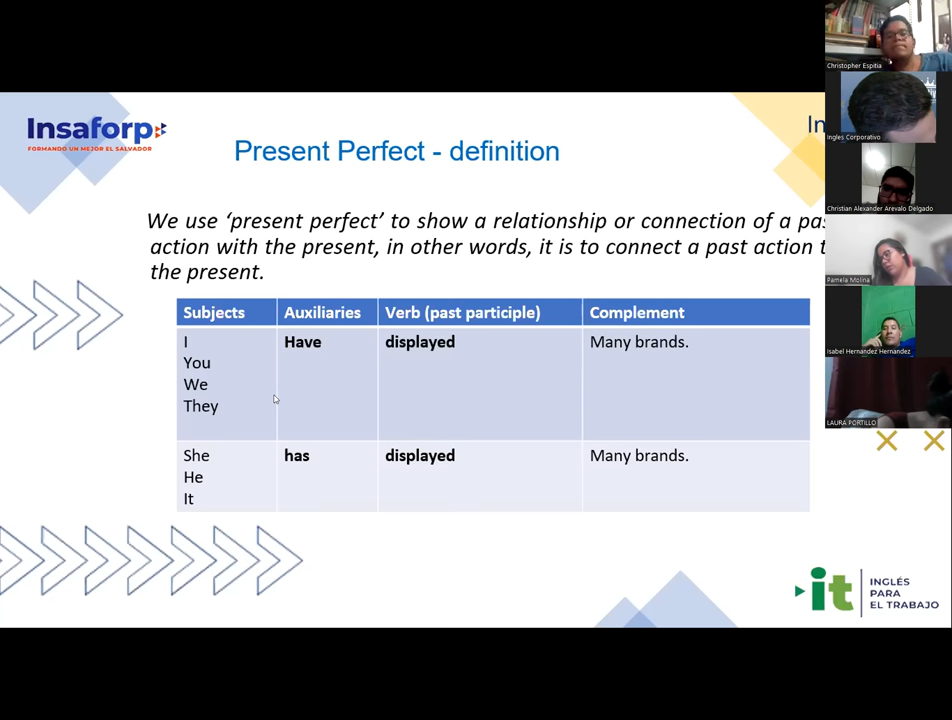 Insaforp
FORMANDO UN MEJOR EL SALVADOR
Present Perfect - definition
In
We use ‘present perfect’ to show a relationship or connection of a pas
action with the present, in other words, it is to connect a past action t
the present.
Subjects Auxiliaries Verb (past participle) Complement
I Have displayed Many brands.
You
We
They
She has displayed Many brands.
He
It
it INGLÉS
PARA
EL TRABAJO
Christopher Espitia
Ingles Corporativo
Christian Alexander Arevalo Delgado
Pamela Molina
Isabel Hernandez Hernandez
LAURA PORTILLO